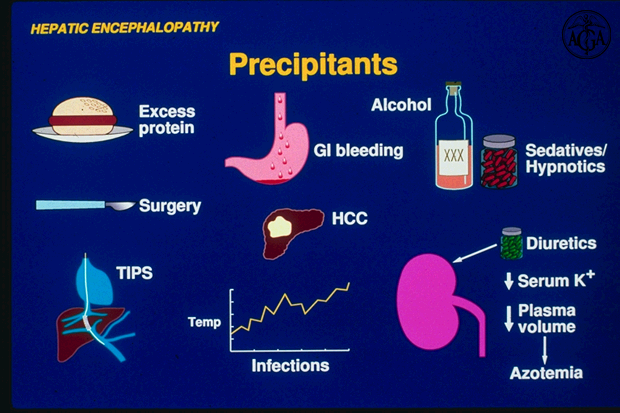 HEPATIC ENCEPHALOPATHY
AGA
Precipitants
Excess
protein
GI bleeding
Alcohol
XXX
Sedatives/
Hypnotics
Surgery
HCC
TIPS
Temp
Infections
Diuretics
Serum K+
Plasma
volume
Azotemia